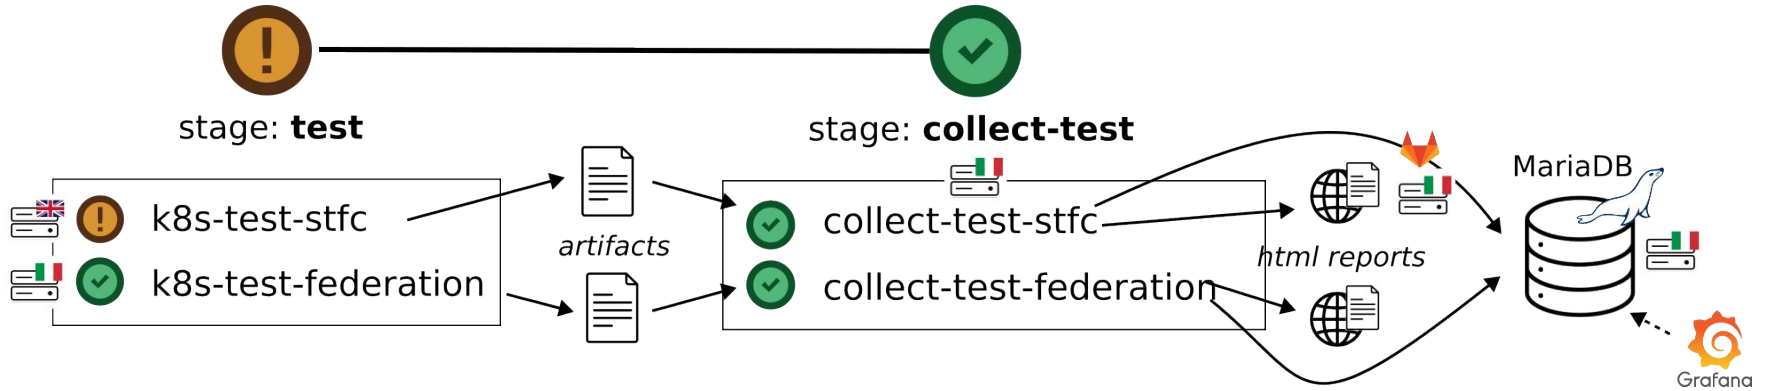 stage: test
stage: collect-test
k8s-test-stfc
k8s-test-federation
artifacts
collect-test-stfc
collect-test-federation
html reports
MariaDB
Grafana